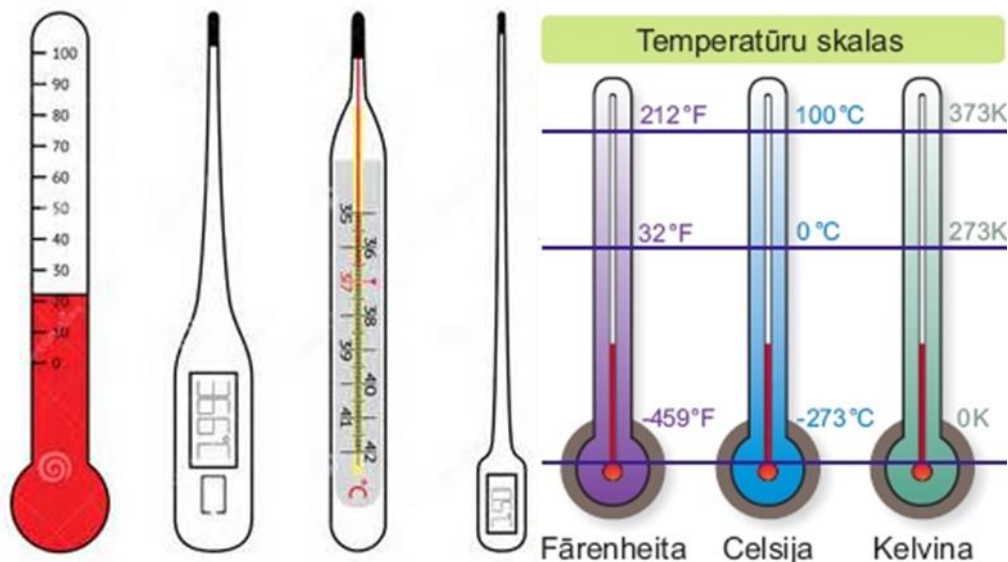 100
90
80
70
60
50
40
30
20
10
0
36.6°C
35
36
37
38
39
40
41
42
°C
Temperatūru skalas
212°F
100°C
373K
32°F
0°C
273K
-459°F
-273°C
0K
Fārenheita
Celsija
Kelvina